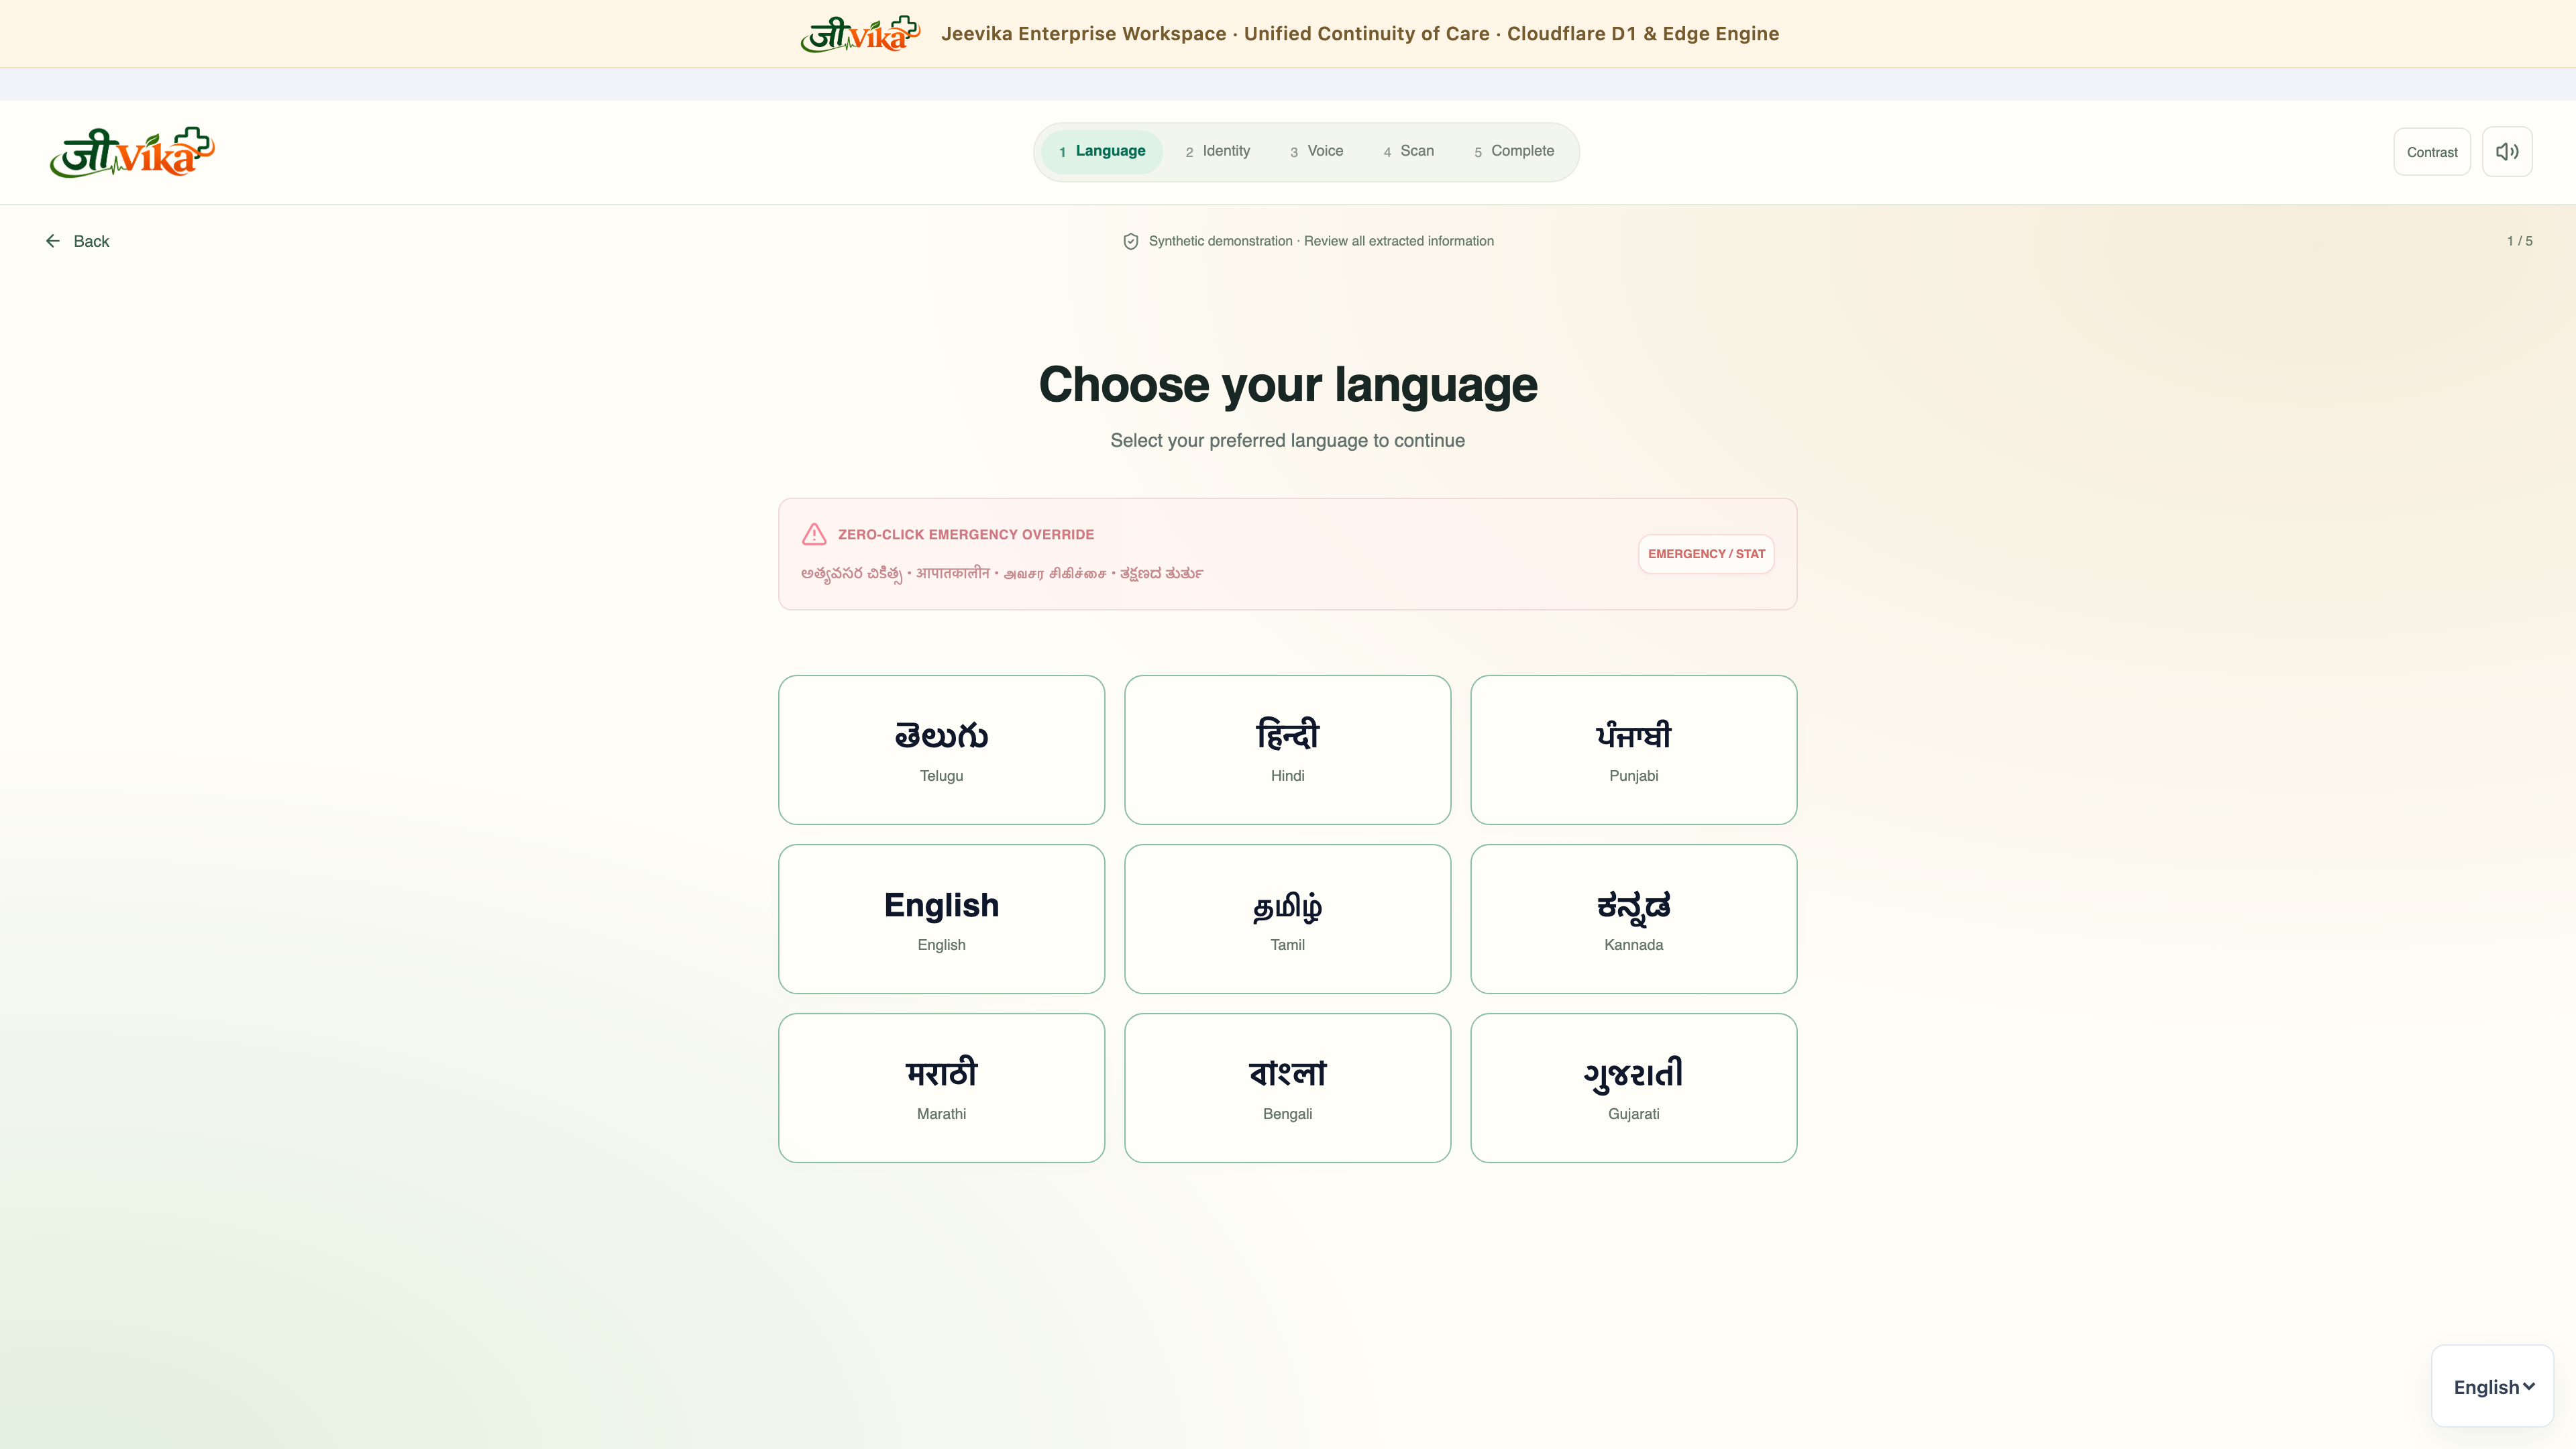 जीVika Jeevika Enterprise Workspace · Unified Continuity of Care · Cloudflare D1 & Edge Engine
जीVika
1 Language 2 Identity 3 Voice 4 Scan 5 Complete
Contrast
Back
Synthetic demonstration · Review all extracted information
1 / 5
Choose your language
Select your preferred language to continue
ZERO-CLICK EMERGENCY OVERRIDE
అత్యవసర చికిత్స • आपातकालीन • அவசர சிகிச்சை • ತಕ್ಷಣದ ತುರ್ತು
EMERGENCY / STAT
తెలుగు
Telugu
हिन्दी
Hindi
ਪੰਜਾਬੀ
Punjabi
English
English
தமிழ்
Tamil
ಕನ್ನಡ
Kannada
मराठी
Marathi
বাংলা
Bengali
ગુજરાતી
Gujarati
English